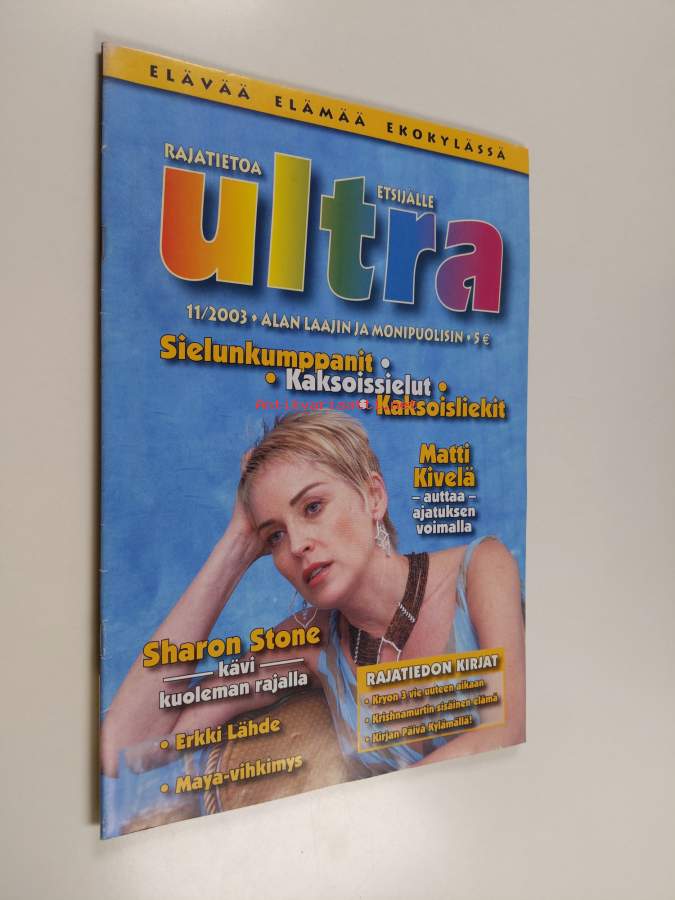 ELÄVÄÄ ELÄMÄÄ EKOKYLÄSSÄ
RAJATIETOA
ETSIJÄLLE
ultra
11/2003 • ALAN LAAJIN JA MONIPUOLISIN • 5 €
Sielunkumppanit •
• Kaksoissielut •
• Kaksoisliekit
Matti
Kivelä
– auttaa –
ajatuksen
voimalla
Sharon Stone
— kävi —
kuoleman rajalla
• Erkki Lähde
• Maya-vihkimys
RAJATIEDON KIRJAT
• Kryon 3 vie uuteen aikaan
• Krishnamurtin sisäinen elämä
• Kirjan Päivä Kylämällä!